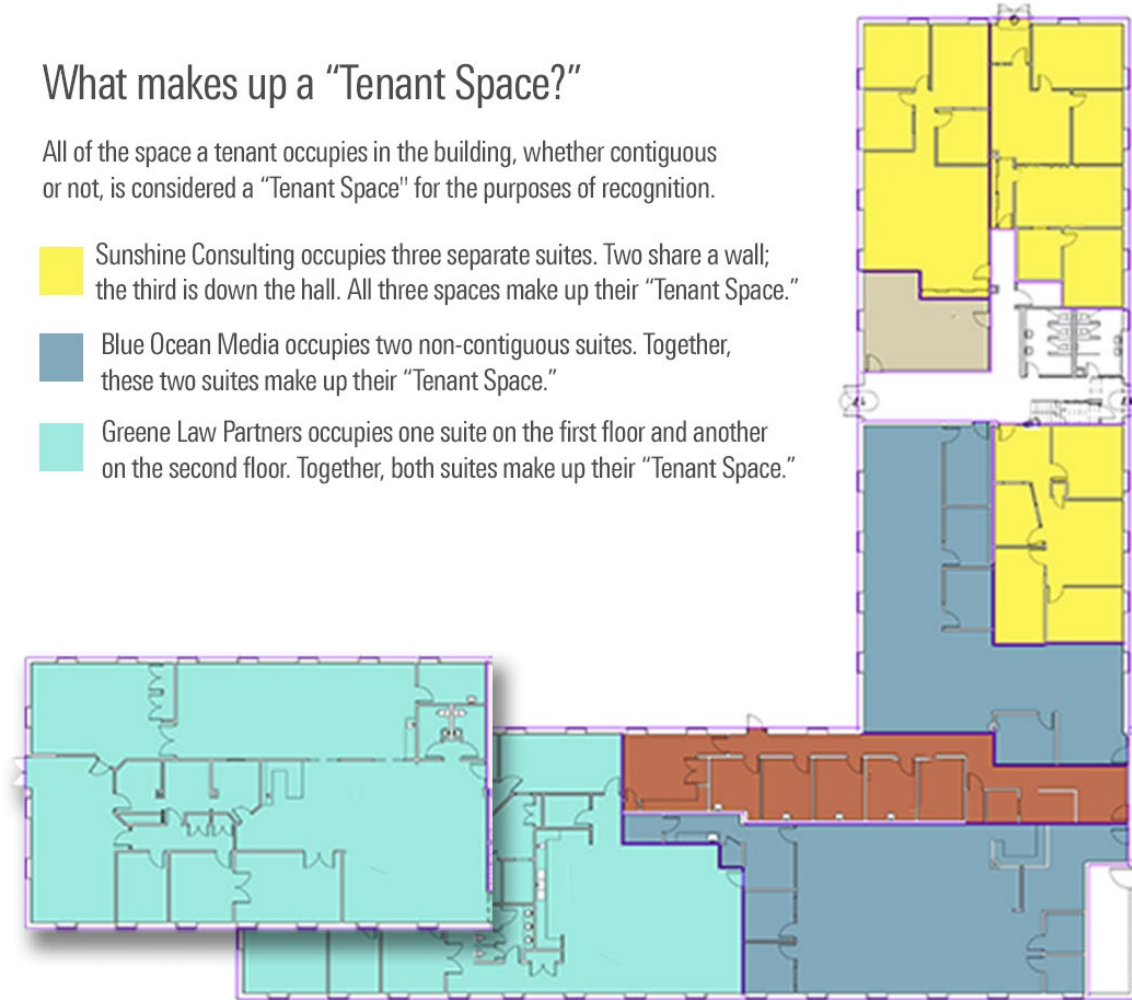 What makes up a “Tenant Space?”
All of the space a tenant occupies in the building, whether contiguous
or not, is considered a “Tenant Space" for the purposes of recognition.
Sunshine Consulting occupies three separate suites. Two share a wall;
the third is down the hall. All three spaces make up their “Tenant Space.”
Blue Ocean Media occupies two non-contiguous suites. Together,
these two suites make up their “Tenant Space.”
Greene Law Partners occupies one suite on the first floor and another
on the second floor. Together, both suites make up their “Tenant Space.”